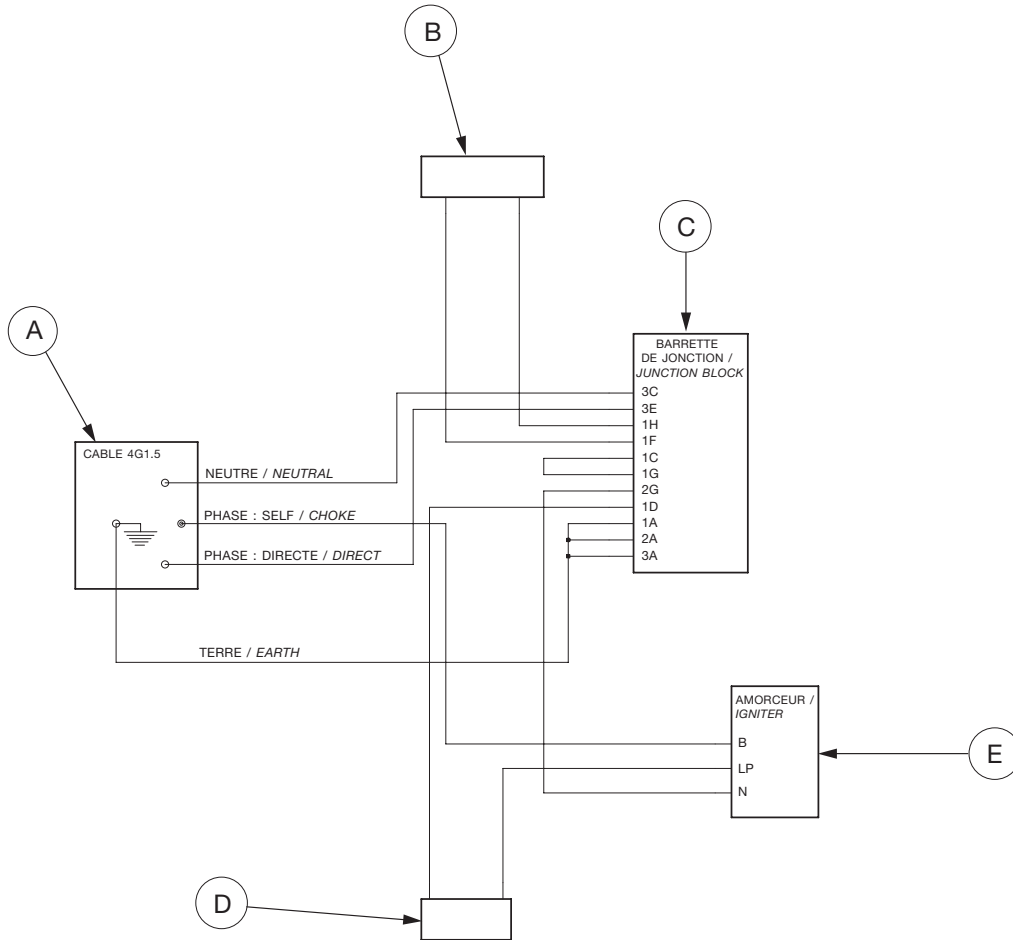 B
C
A
BARRETTE
DE JONCTION /
JUNCTION BLOCK
3C
3E
1H
1F
1C
1G
2G
1D
1A
2A
3A
CABLE 4G1.5
NEUTRE / NEUTRAL
PHASE : SELF / CHOKE
PHASE : DIRECTE / DIRECT
TERRE / EARTH
AMORCEUR /
IGNITER
B
LP
N
E
D